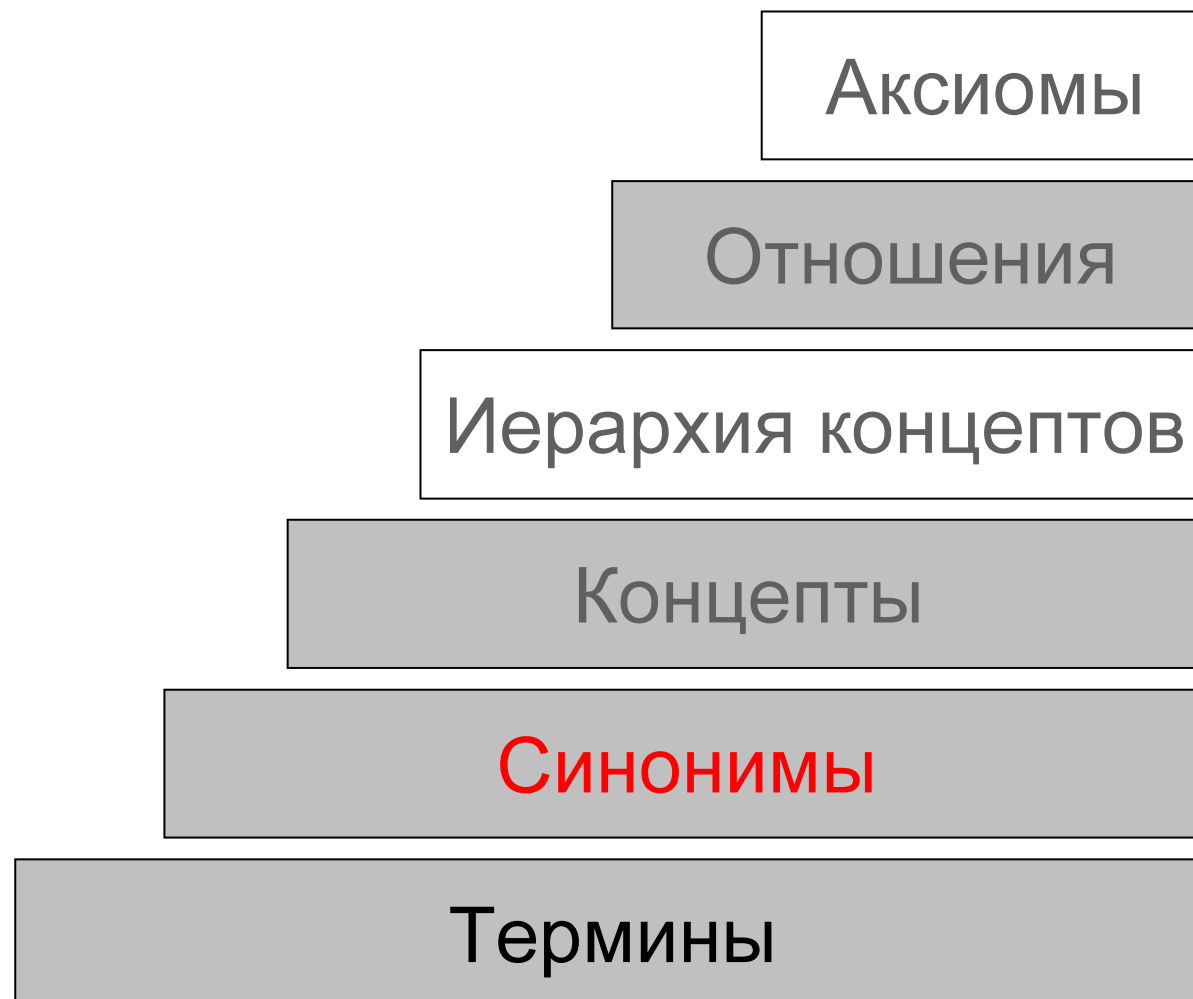 Аксиомы
Отношения
Иерархия концептов
Концепты
Синонимы
Термины